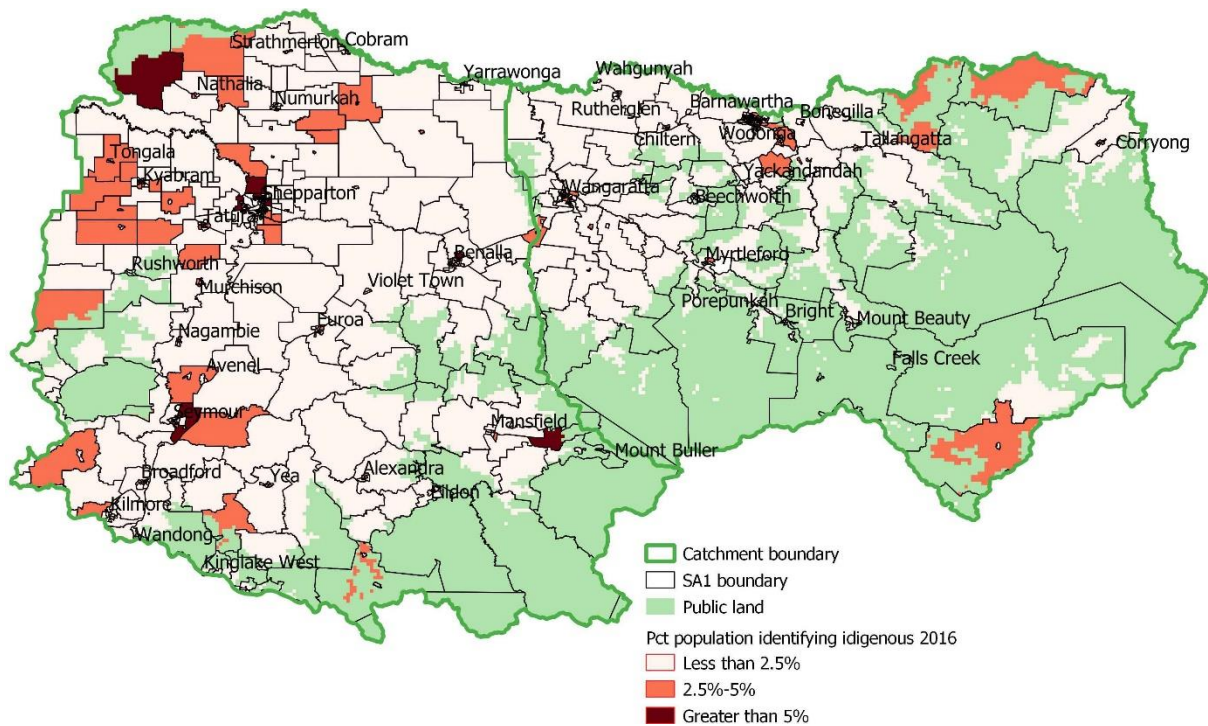 Strathmerton
Cobram
Nathalia
Numurkah
Yarrawonga
Wahgunyah
Rutherglen
Barnawartha
Bonegilla
Chiltern
Wodonga
Tallangatta
Corryong
Tongala
Kyabram
Shepparton
Wangaratta
Yackandandah
Beechworth
Tatura
Rushworth
Benalla
Myrtleford
Murchison
Violet Town
Porepunkah
Bright
Mount Beauty
Nagambie
Euroa
Falls Creek
Avenel
Seymour
Mansfield
Mount Buller
Broadford
Yea
Alexandra
Eildon
Kilmore
Wandong
Kinglake West
Catchment boundary
SA1 boundary
Public land
Pct population identifying idigenous 2016
Less than 2.5%
2.5%-5%
Greater than 5%